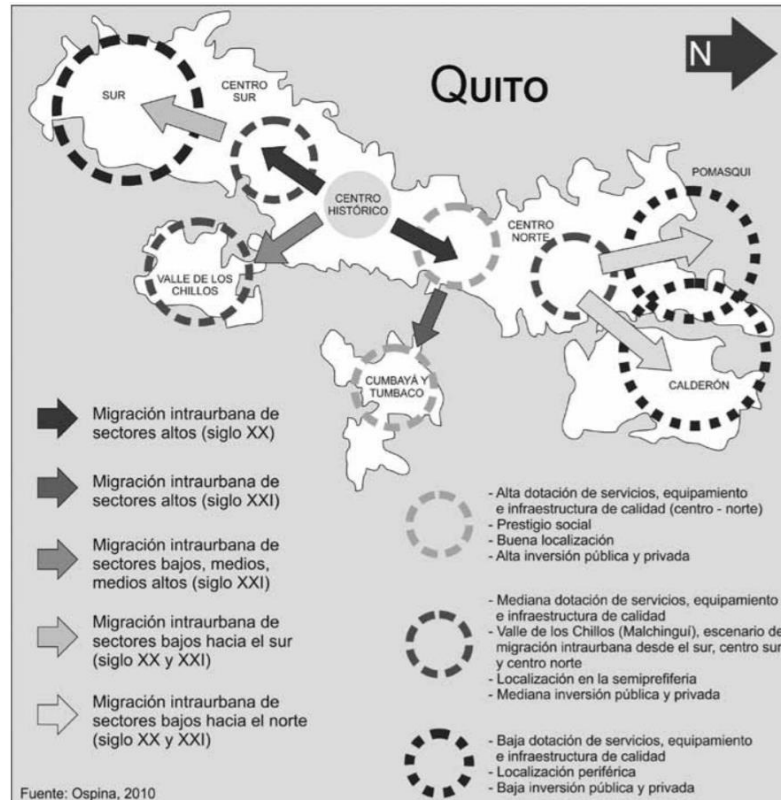 QUITO
N
SUR
CENTRO
SUR
CENTRO
HISTÓRICO
VALLE DE LOS
CHILLOS
CENTRO
NORTE
POMASQUI
CUMBAYÁ Y
TUMBACO
CALDERÓN
Migración intraurbana de
sectores altos (siglo XX)
Migración intraurbana de
sectores altos (siglo XXI)
Migración intraurbana de
sectores bajos, medios,
medios altos (siglo XXI)
Migración intraurbana de
sectores bajos hacia el sur
(siglo XX y XXI)
Migración intraurbana de
sectores bajos hacia el norte
(siglo XX y XXI)
- Alta dotación de servicios, equipamiento
e infraestructura de calidad (centro - norte)
- Prestigio social
- Buena localización
- Alta inversión pública y privada
- Mediana dotación de servicios, equipamiento
e infraestructura de calidad
- Valle de los Chillos (Malchinguí), escenario de
migración intraurbana desde el sur, centro sur
y centro norte
- Localización en la semiprefiferia
- Mediana inversión pública y privada
- Baja dotación de servicios, equipamiento
e infraestructura de calidad
- Localización periférica
- Baja inversión pública y privada
Fuente: Ospina, 2010